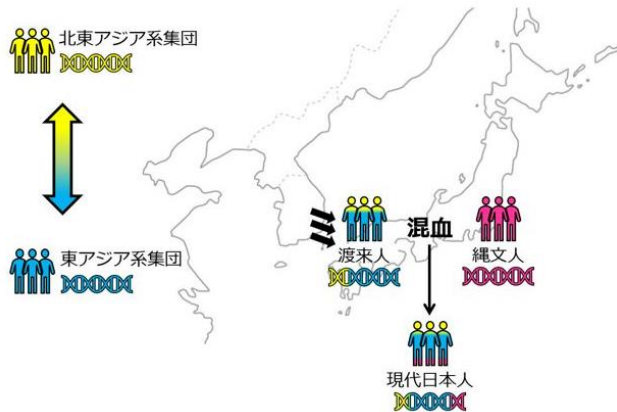 北東アジア系集団
東アジア系集団
渡来人
混血
縄文人
現代日本人